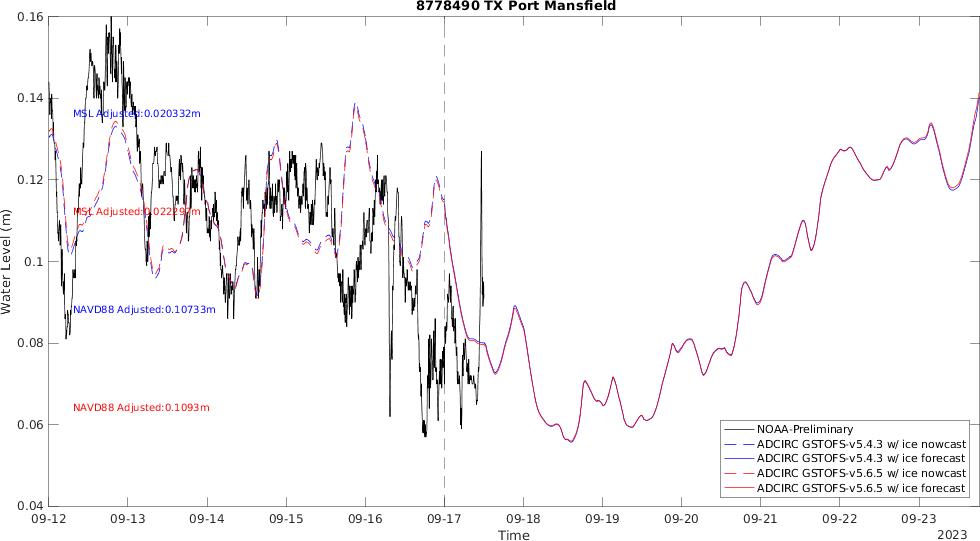 8778490 TX Port Mansfield
0.16
0.14
0.12
0.1
0.08
0.06
0.04
Water Level (m)
MSL Adjusted:0.020332m
MSL Adjusted:0.022297m
NAVD88 Adjusted:0.10733m
NAVD88 Adjusted:0.1093m
NOAA-Preliminary
ADCIRC GSTOFS-v5.4.3 w/ ice nowcast
ADCIRC GSTOFS-v5.4.3 w/ ice forecast
ADCIRC GSTOFS-v5.6.5 w/ ice nowcast
ADCIRC GSTOFS-v5.6.5 w/ ice forecast
09-12 09-13 09-14 09-15 09-16 09-17 09-18 09-19 09-20 09-21 09-22 09-23
Time
2023